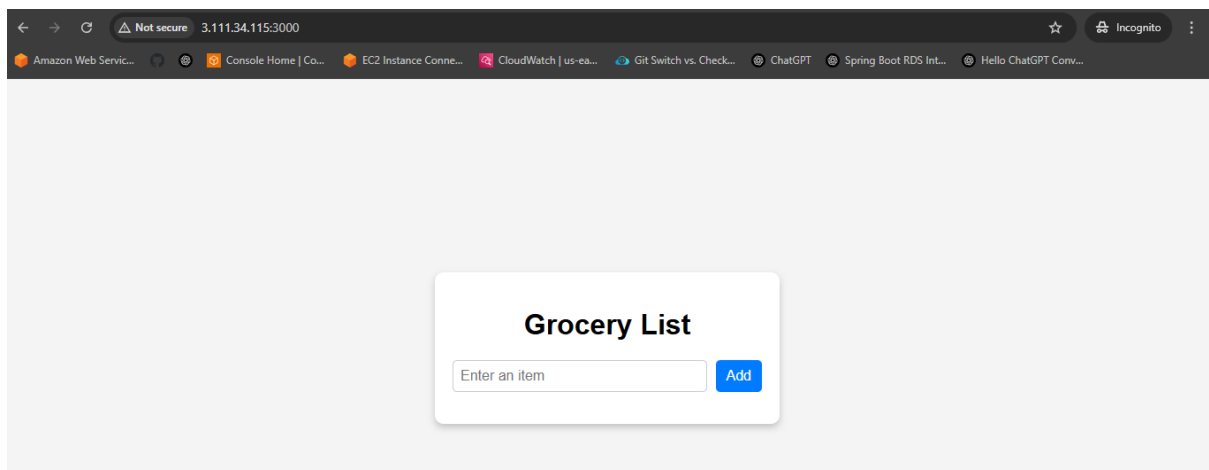 Not secure 3.111.34.115:3000 Incognito
Amazon Web Servic... Console Home | Co... EC2 Instance Conne... CloudWatch | us-ea... Git Switch vs. Check... ChatGPT Spring Boot RDS Int... Hello ChatGPT Conv...
Grocery List
Enter an item Add